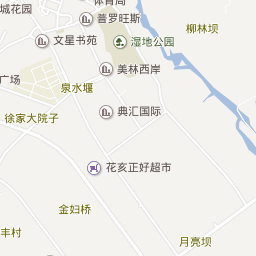 体育局
城花园
普罗旺斯
柳林坝
文星书苑
湿地公园
美林西岸
广场
泉水堰
典汇国际
徐家大院子
花亥正好超市
金妇桥
丰村
月亮坝